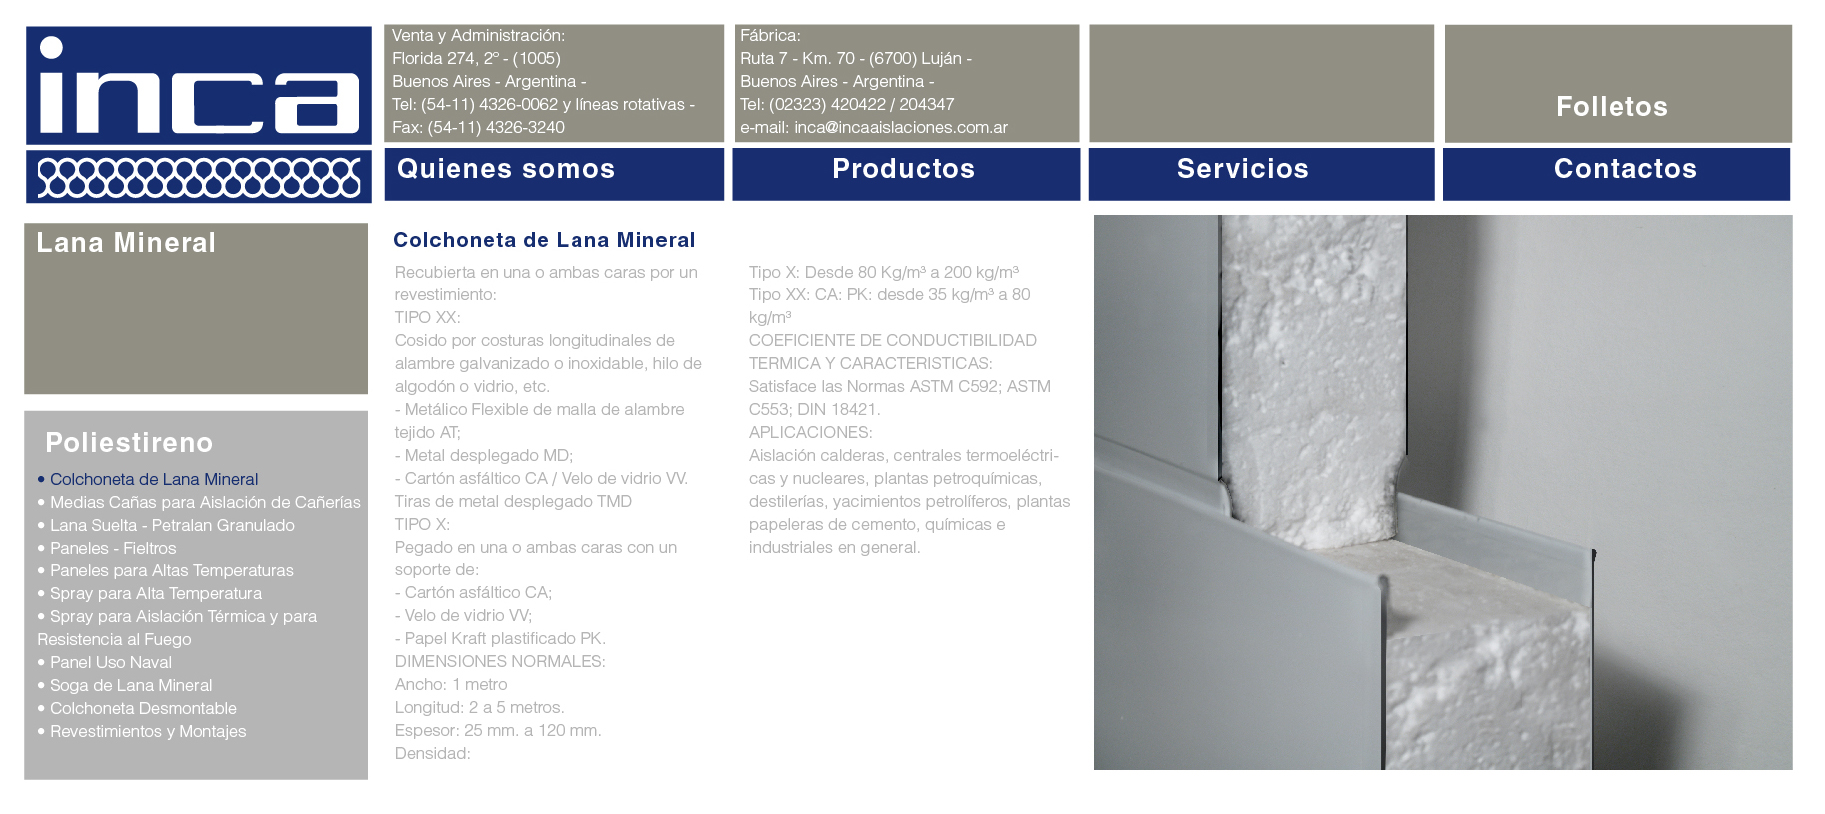 inca
Venta y Administración:
Florida 274, 2º - (1005)
Buenos Aires - Argentina -
Tel: (54-11) 4326-0062 y líneas rotativas -
Fax: (54-11) 4326-3240
Fábrica:
Ruta 7 - Km. 70 - (6700) Luján -
Buenos Aires - Argentina -
Tel: (02323) 420422 / 204347
e-mail: inca@incaaislaciones.com.ar
Folletos
Quienes somos
Productos
Servicios
Contactos
Lana Mineral
Poliestireno
• Colchoneta de Lana Mineral
• Medias Cañas para Aislación de Cañerías
• Lana Suelta - Petralan Granulado
• Paneles - Fieltros
• Paneles para Altas Temperaturas
• Spray para Alta Temperatura
• Spray para Aislación Térmica y para
Resistencia al Fuego
• Panel Uso Naval
• Soga de Lana Mineral
• Colchoneta Desmontable
• Revestimientos y Montajes
Colchoneta de Lana Mineral
Recubierta en una o ambas caras por un
revestimiento:
TIPO XX:
Cosido por costuras longitudinales de
alambre galvanizado o inoxidable, hilo de
algodón o vidrio, etc.
- Metálico Flexible de malla de alambre
tejido AT;
- Metal desplegado MD;
- Cartón asfáltico CA / Velo de vidrio VV.
Tiras de metal desplegado TMD
TIPO X:
Pegado en una o ambas caras con un
soporte de:
- Cartón asfáltico CA;
- Velo de vidrio VV;
- Papel Kraft plastificado PK.
DIMENSIONES NORMALES:
Ancho: 1 metro
Longitud: 2 a 5 metros.
Espesor: 25 mm. a 120 mm.
Densidad:
Tipo X: Desde 80 Kg/m³ a 200 kg/m³
Tipo XX: CA: PK: desde 35 kg/m³ a 80
kg/m³
COEFICIENTE DE CONDUCTIBILIDAD
TERMICA Y CARACTERISTICAS:
Satisface las Normas ASTM C592; ASTM
C553; DIN 18421.
APLICACIONES:
Aislación calderas, centrales termoeléctri-
cas y nucleares, plantas petroquímicas,
destilerías, yacimientos petrolíferos, plantas
papeleras de cemento, químicas e
industriales en general.